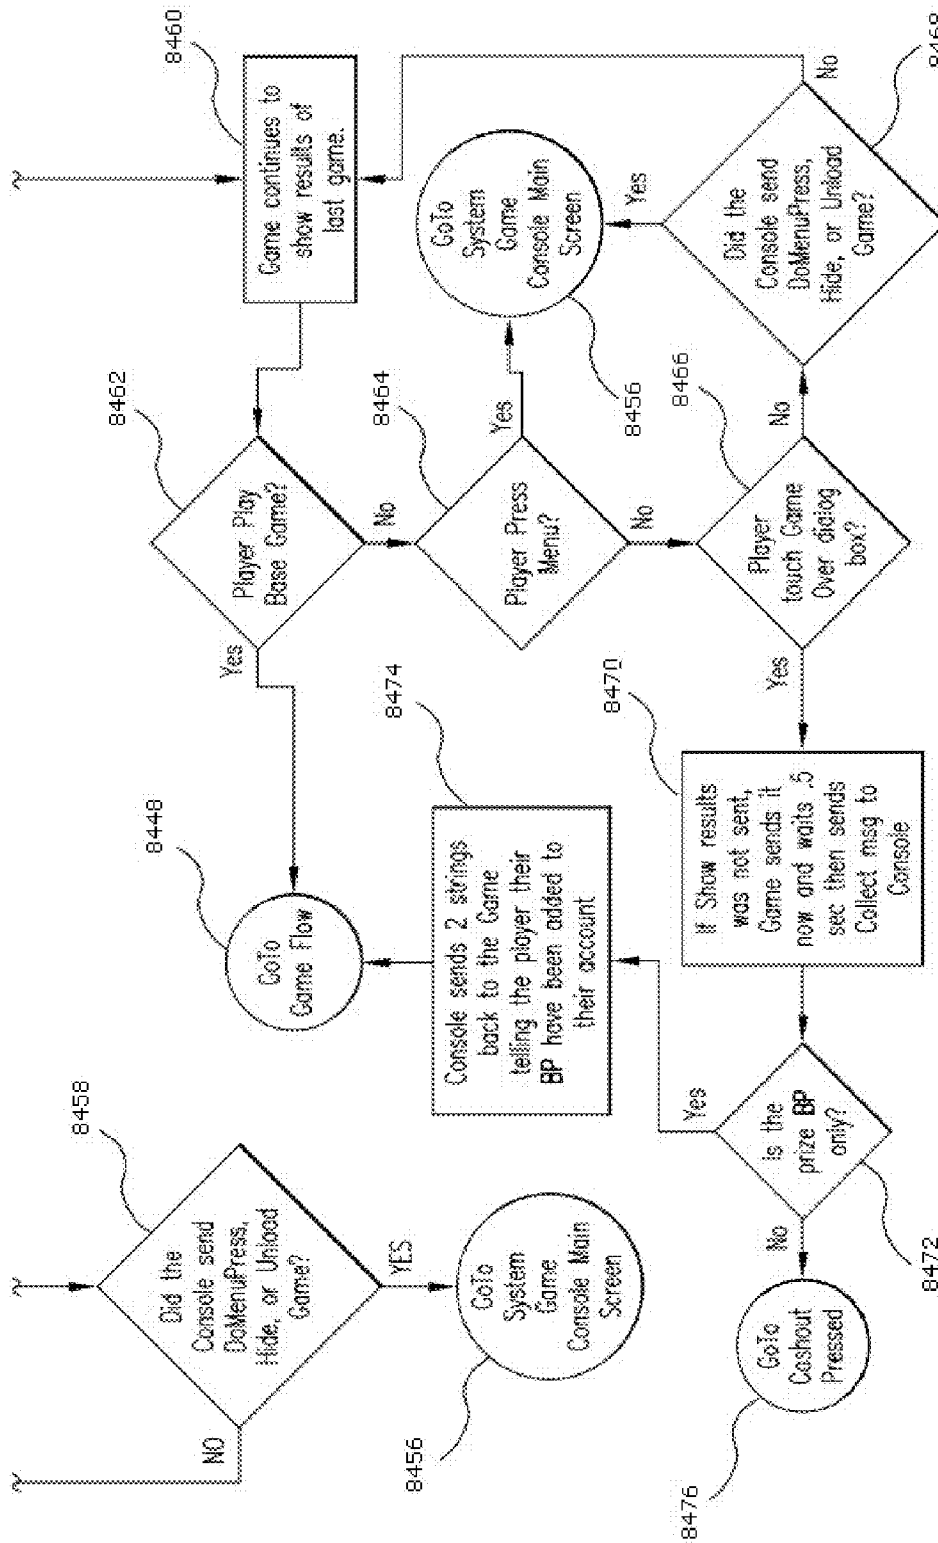 8460
Game continues to
show results of
last game.
8462
Player Play
Base Game?
Yes
No
8464
Player Press
Menu?
Yes
No
GoTo
System
Game
Console Main
Screen
8456
8466
Player
touch Game
Over dialog
box?
No
Yes
8468
Did the
Console send
DoMenuPress,
Hide, or Unload
Game?
Yes
No
8448
GoTo
Game Flow
8474
Console sends 2 strings
back to the Game
telling the player their
BP have been added to
their account
8470
If Show results
was not sent,
Game sends it
now and waits .5
sec then sends
Collect msg to
Console
8472
Is the
prize BP
only?
Yes
No
8476
GoTo
Cashout
Pressed
8458
Did the
Console send
DoMenuPress,
Hide, or Unload
Game?
NO
YES
GoTo
System
Game
Console Main
Screen
8456